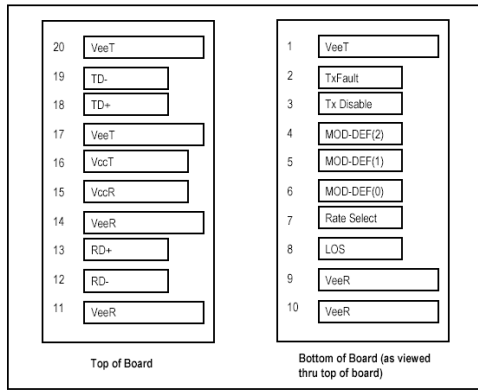 20 VeeT
19 TD-
18 TD+
17 VeeT
16 VccT
15 VccR
14 VeeR
13 RD+
12 RD-
11 VeeR
Top of Board
1 VeeT
2 TxFault
3 Tx Disable
4 MOD-DEF(2)
5 MOD-DEF(1)
6 MOD-DEF(0)
7 Rate Select
8 LOS
9 VeeR
10 VeeR
Bottom of Board (as viewed
thru top of board)